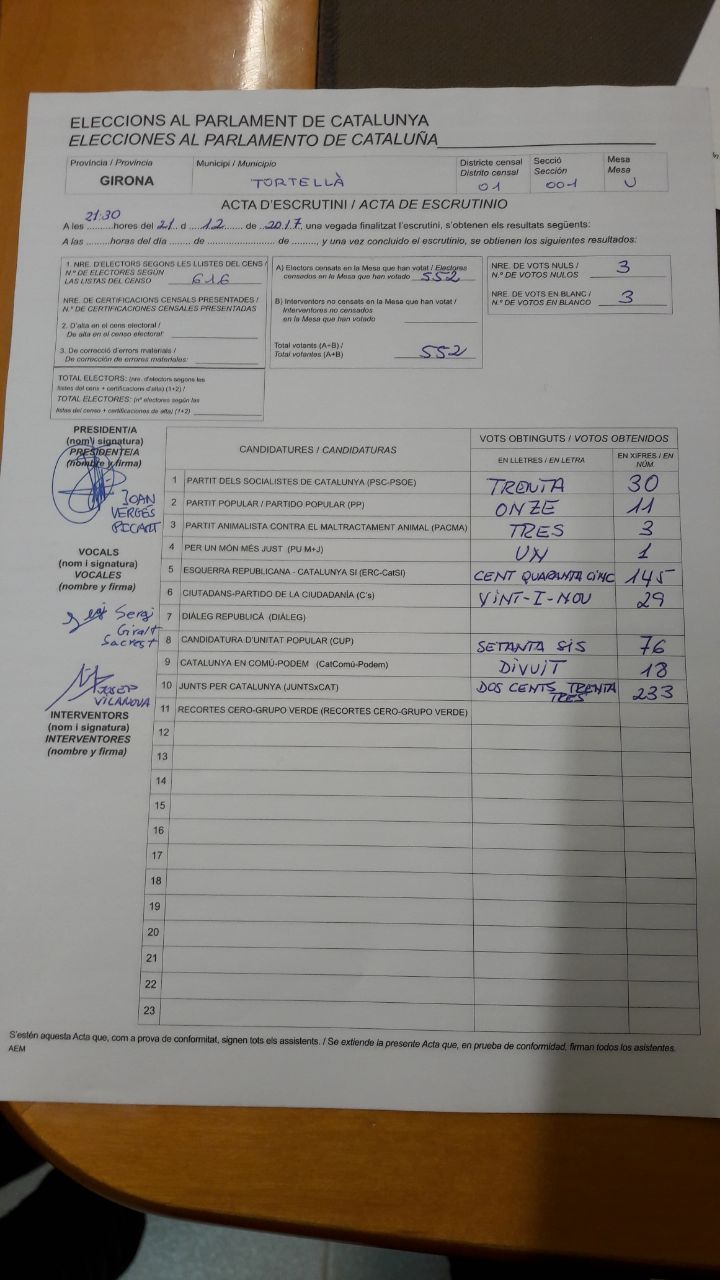 ELECCIONS AL PARLAMENT DE CATALUNYA
ELECCIONES AL PARLAMENTO DE CATALUÑA
Província / Provincia
GIRONA
Municipi / Municipio
TORTELLÀ
Districte censal
Distrito censal
01
Secció
Sección
001
Mesa
Mesa
U
ACTA D'ESCRUTINI / ACTA DE ESCRUTINIO
21:30
A les ........hores del 21 d ...12... de .2017., una vegada finalitzat l'escrutini, s'obtenen els resultats següents:
A las .........horas del día ....... de .......................... de ........., y una vez concluido el escrutinio, se obtienen los siguientes resultados:
1. NRE. D'ELECTORS SEGONS LES LLISTES DEL CENS /
N.º DE ELECTORES SEGÚN
LAS LISTAS DEL CENSO 616
NRE. DE CERTIFICACIONS CENSALS PRESENTADES /
N.º DE CERTIFICACIONES CENSALES PRESENTADAS
2. D'alta en el cens electoral /
De alta en el censo electoral:
3. De correcció d'errors materials /
De corrección de errores materiales:
TOTAL ELECTORS: (nre. d'electors segons les
llistes del cens + certificacions d'alta) (1+2) /
TOTAL ELECTORES: (nº electores según las
listas del censo + certificaciones de alta) (1+2)
A) Electors censats en la Mesa que han votat / Electores
censados en la Mesa que han votado 552
B) Interventors no censats en la Mesa que han votat /
Interventores no censados
en la Mesa que han votado
Total votants (A+B) /
Total votantes (A+B) 552
NRE. DE VOTS NULS /
N.º DE VOTOS NULOS 3
NRE. DE VOTS EN BLANC /
N.º DE VOTOS EN BLANCO 3
PRESIDENT/A
(nom i signatura)
PRESIDENTE/A
(nombre y firma)
JOAN
VERGÉS
VOCALS
(nom i signatura)
VOCALES
(nombre y firma)
Sergi
Giralt
JOSEP
VILANOVA
INTERVENTORS
(nom i signatura)
INTERVENTORES
(nombre y firma)
CANDIDATURES / CANDIDATURAS
VOTS OBTINGUTS / VOTOS OBTENIDOS
EN LLETRES / EN LETRA
EN XIFRES / EN
NÚM.
1 PARTIT DELS SOCIALISTES DE CATALUNYA (PSC-PSOE) TRENTA 30
2 PARTIT POPULAR / PARTIDO POPULAR (PP) ONZE 11
3 PARTIT ANIMALISTA CONTRA EL MALTRACTAMENT ANIMAL (PACMA) TRES 3
4 PER UN MÓN MÉS JUST (PU M+J) UN 1
5 ESQUERRA REPUBLICANA - CATALUNYA SI (ERC-CatSI) CENT QUARANTA CINC 145
6 CIUTADANS-PARTIDO DE LA CIUDADANÍA (C's) VINT-I-NOU 29
7 DIÀLEG REPUBLICÀ (DIÀLEG)
8 CANDIDATURA D'UNITAT POPULAR (CUP) SETANTA SIS 76
9 CATALUNYA EN COMÚ-PODEM (CatComú-Podem) DIVUIT 18
10 JUNTS PER CATALUNYA (JUNTSxCAT) DOS CENTS TRENTA
TRES 233
11 RECORTES CERO-GRUPO VERDE (RECORTES CERO-GRUPO VERDE)
12
13
14
15
16
17
18
19
20
21
22
23
S'estén aquesta Acta que, com a prova de conformitat, signen tots els assistents. / Se extiende la presente Acta que, en prueba de conformidad, firman todos los asistentes.
AEM